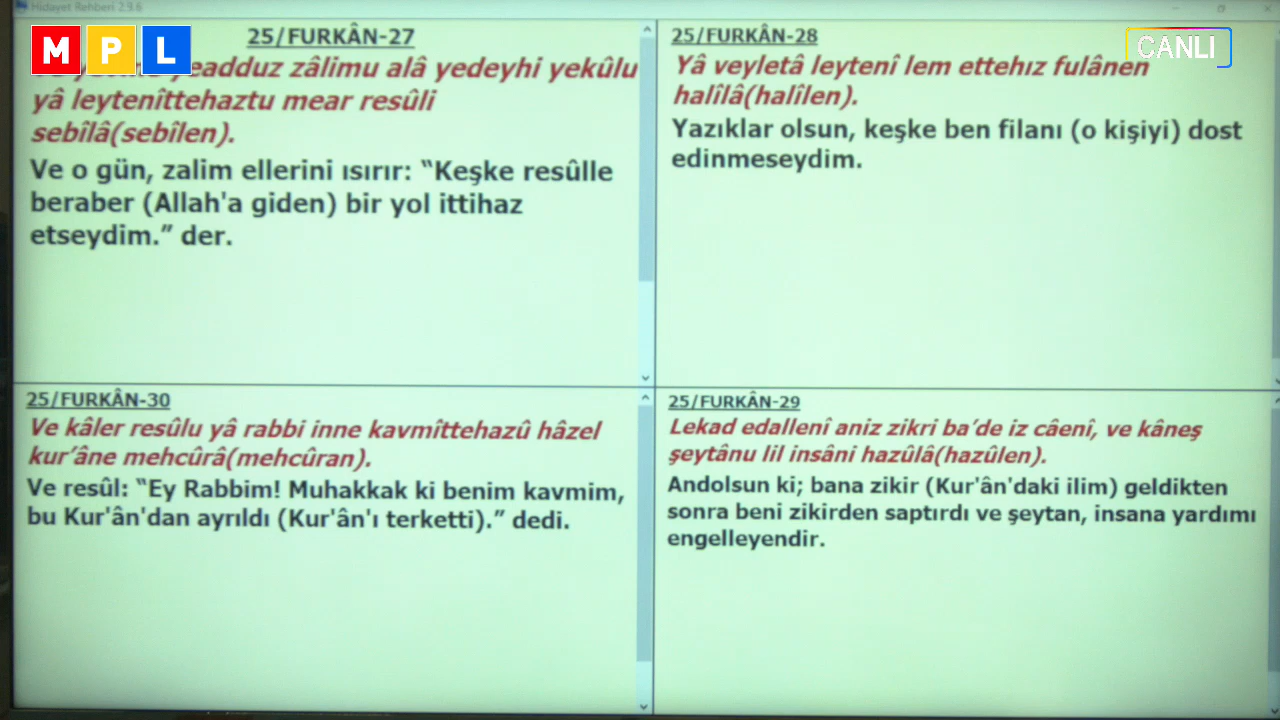 Hidayet Rehberi 2.9.6
MPL
CANLI
25/FURKÂN-27
yeadduz zâlimu alâ yedeyhi yekûlu
yâ leytenîttehaztu mear resûli
sebîlâ(sebîlen).
Ve o gün, zalim ellerini ısırır: “Keşke resûlle
beraber (Allah'a giden) bir yol ittihaz
etseydim.” der.
25/FURKÂN-28
Yâ veyletâ leytenî lem ettehız fulânen
halîlâ(halîlen).
Yazıklar olsun, keşke ben filanı (o kişiyi) dost
edinmeseydim.
25/FURKÂN-30
Ve kâler resûlu yâ rabbi inne kavmîttehazû hâzel
kur’âne mehcûrâ(mehcûran).
Ve resûl: “Ey Rabbim! Muhakkak ki benim kavmim,
bu Kur'ân'dan ayrıldı (Kur'ân'ı terketti).” dedi.
25/FURKÂN-29
Lekad edallenî aniz zikri ba’de iz câenî, ve kâneş
şeytânu lil insâni hazûlâ(hazûlen).
Andolsun ki; bana zikir (Kur'ân'daki ilim) geldikten
sonra beni zikirden saptırdı ve şeytan, insana yardımı
engelleyendir.